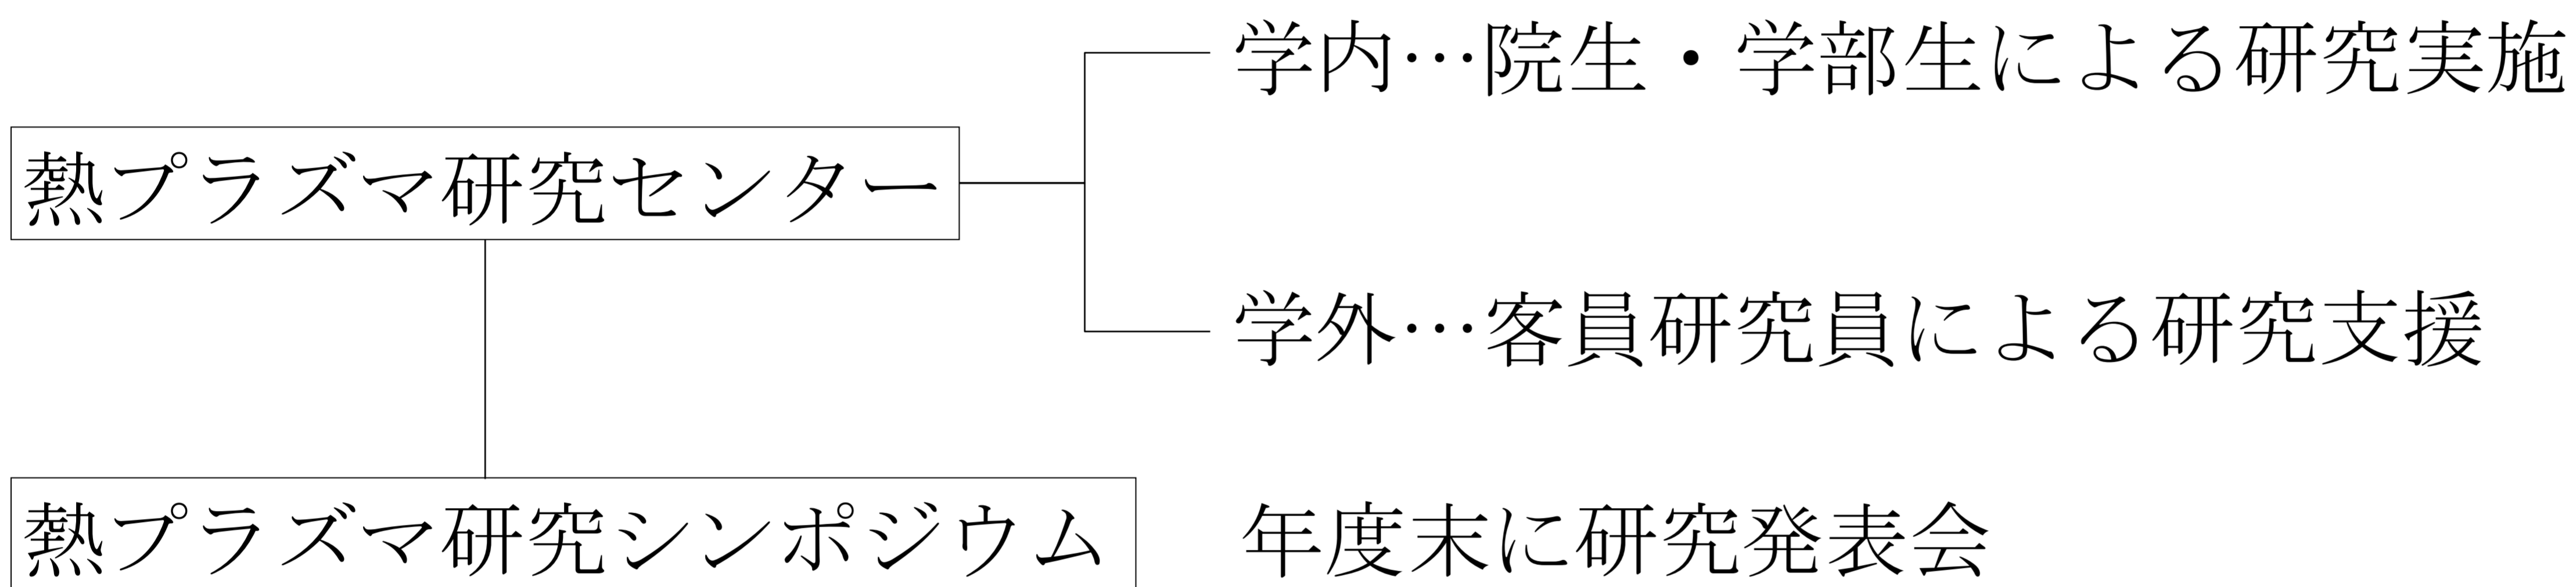 学内…院生・学部生による研究実施
熱プラズマ研究センター
学外…客員研究員による研究支援
熱プラズマ研究シンポジウム 年度末に研究発表会